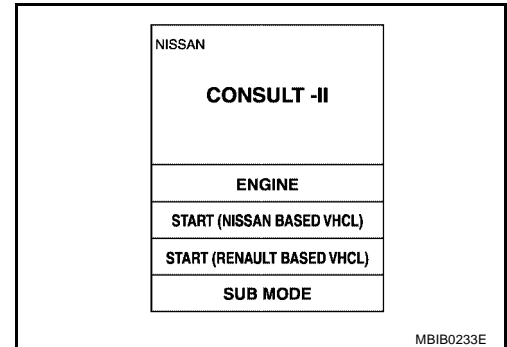 NISSAN
CONSULT -II
ENGINE
START (NISSAN BASED VHCL)
START (RENAULT BASED VHCL)
SUB MODE
MBIB0233E